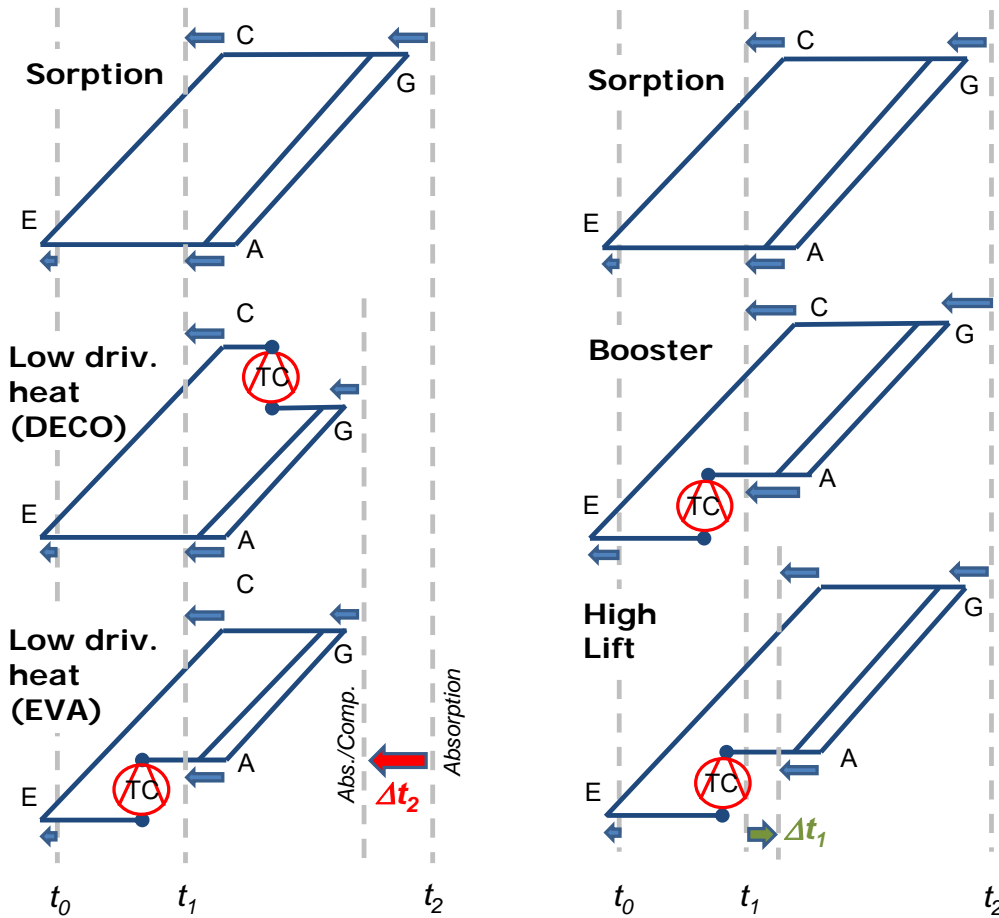 Sorption
C
G
E
A
Low driv.
heat
(DECO)
C
TC
G
E
A
Low driv.
heat
(EVA)
C
G
E
TC
A
Abs./Comp.
Absorption
Δt2
t0
t1
t2
Sorption
C
G
E
A
Booster
C
G
E
TC
A
High
Lift
G
E
TC
A
Δt1
t0
t1
t2